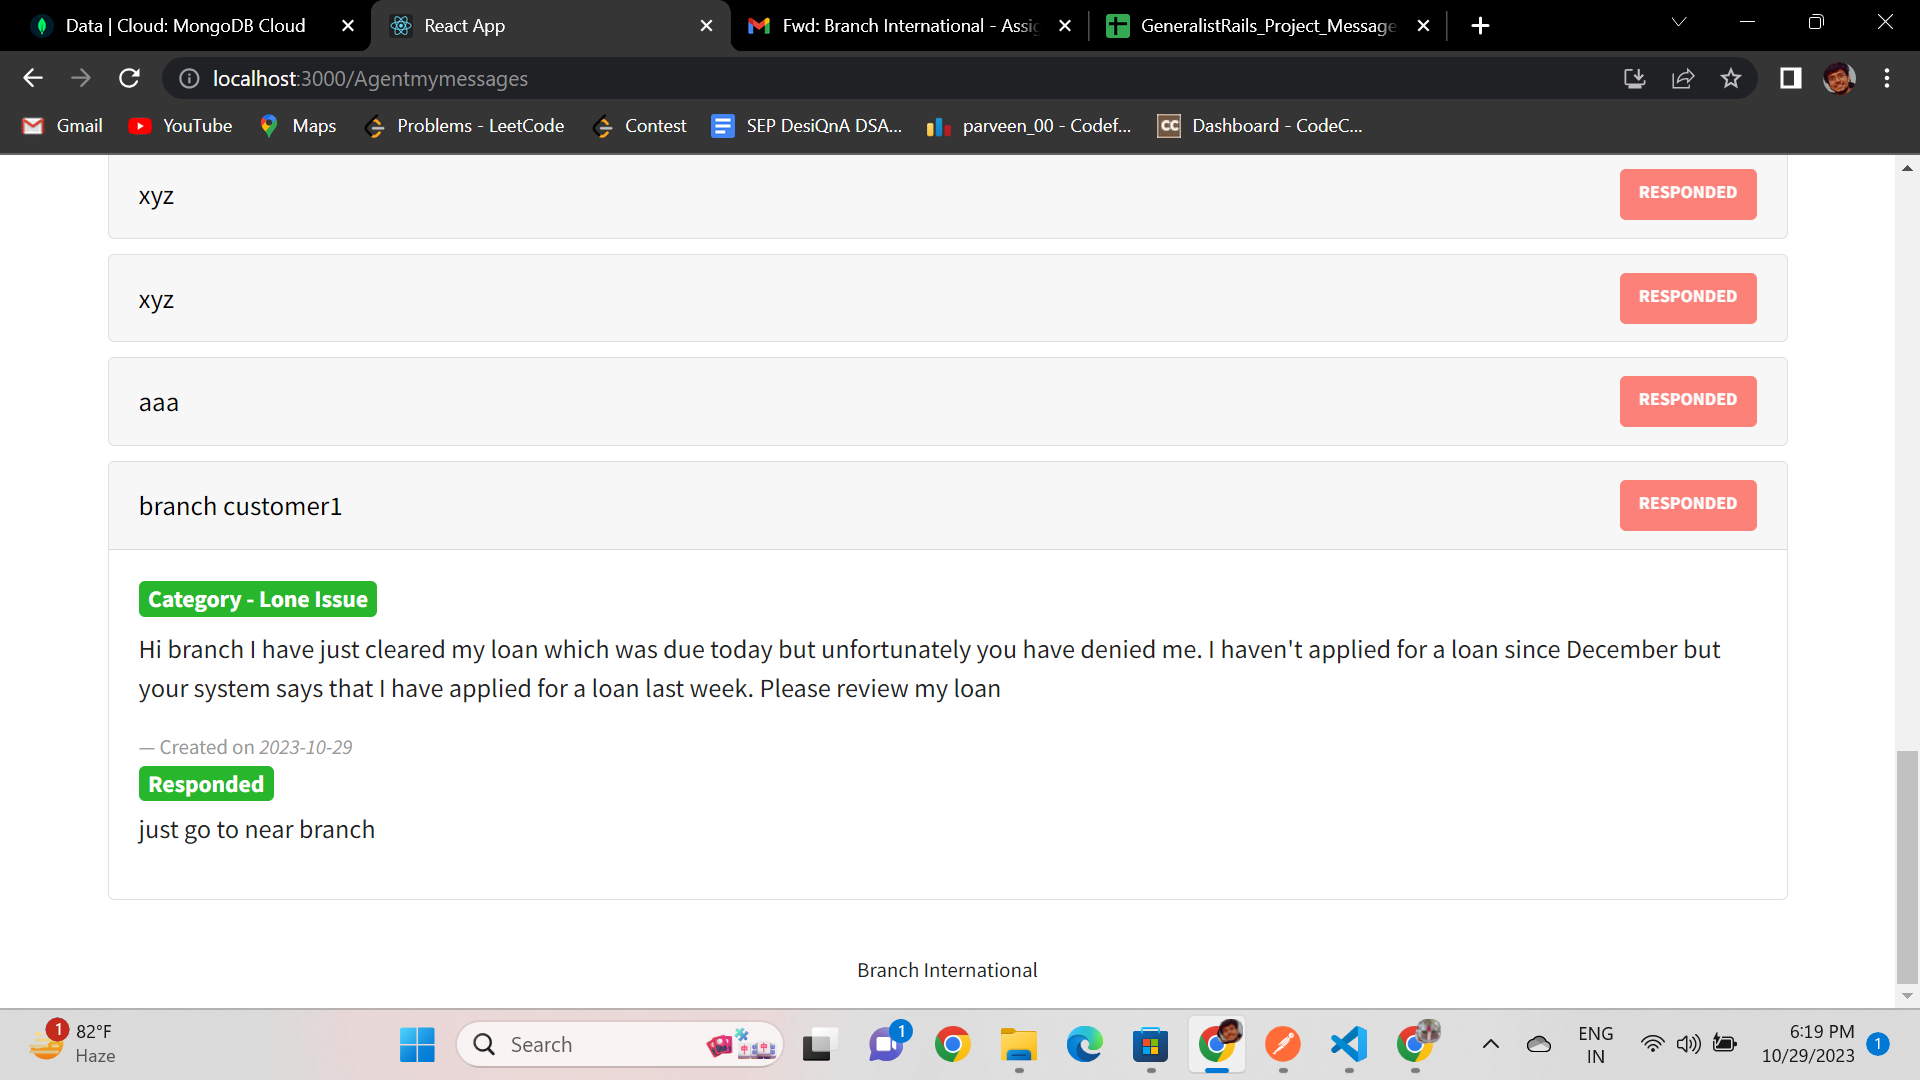 Data | Cloud: MongoDB Cloud
React App
Fwd: Branch International - Assig
GeneralistRails_Project_Message
localhost:3000/Agentmymessages
Gmail
YouTube
Maps
Problems - LeetCode
Contest
SEP DesiQnA DSA...
parveen_00 - Codef...
CC
Dashboard - CodeC...
xyz
RESPONDED
xyz
RESPONDED
aaa
RESPONDED
branch customer1
RESPONDED
Category - Lone Issue
Hi branch I have just cleared my loan which was due today but unfortunately you have denied me. I haven't applied for a loan since December but
your system says that I have applied for a loan last week. Please review my loan
— Created on 2023-10-29
Responded
just go to near branch
Branch International
1
82°F
Haze
Search
1
ENG
IN
6:19 PM
10/29/2023
1